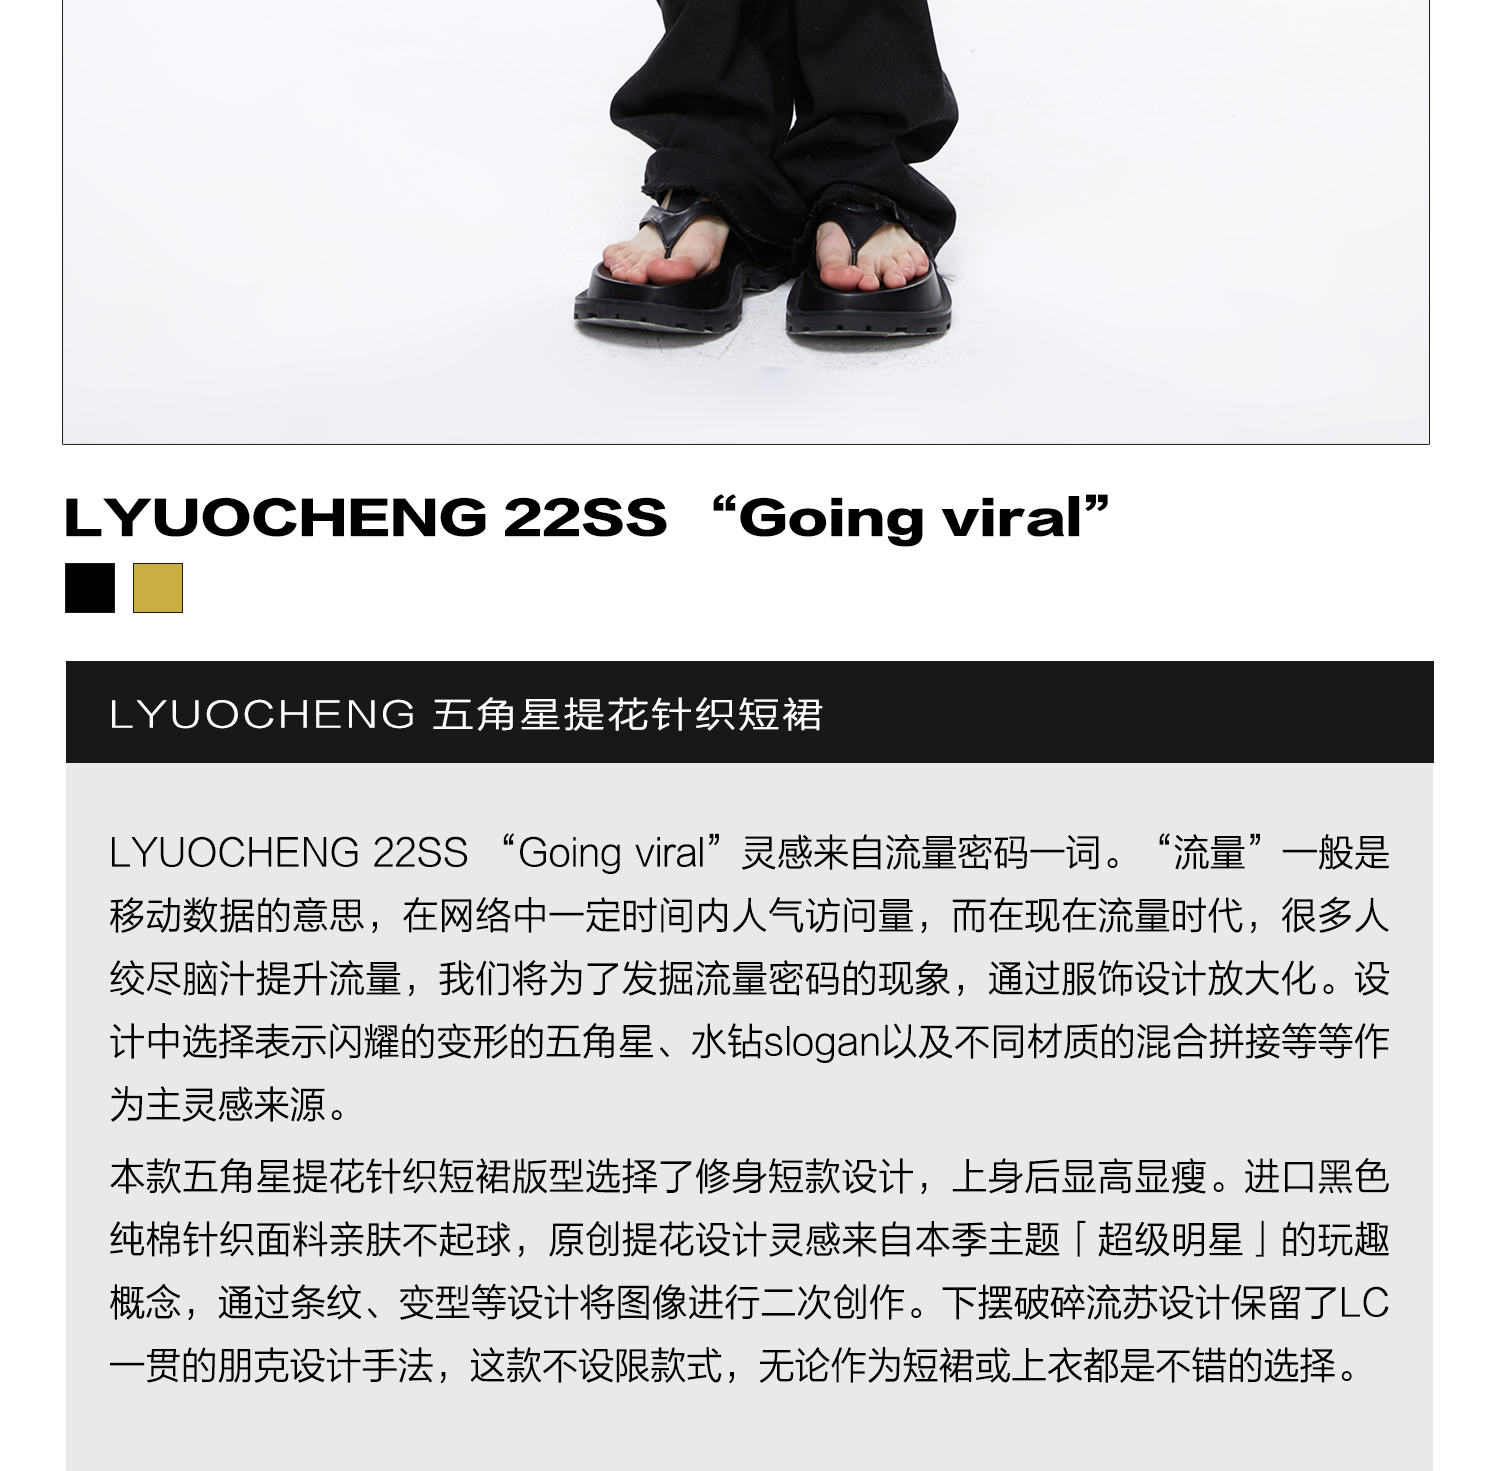 LYUOCHENG 22SS “Going viral”
LYUOCHENG 五角星提花针织短裙
LYUOCHENG 22SS “Going viral”灵感来自流量密码一词。“流量”一般是
移动数据的意思，在网络中一定时间内人气访问量，而在现在流量时代，很多人
绞尽脑汁提升流量，我们将为了发掘流量密码的现象，通过服饰设计放大化。设
计中选择表示闪耀的变形的五角星、水钻slogan以及不同材质的混合拼接等等作
为主灵感来源。
本款五角星提花针织短裙版型选择了修身短款设计，上身后显高显瘦。进口黑色
纯棉针织面料亲肤不起球，原创提花设计灵感来自本季主题「超级明星」的玩趣
概念，通过条纹、变型等设计将图像进行二次创作。下摆破碎流苏设计保留了LC
一贯的朋克设计手法，这款不设限款式，无论作为短裙或上衣都是不错的选择。